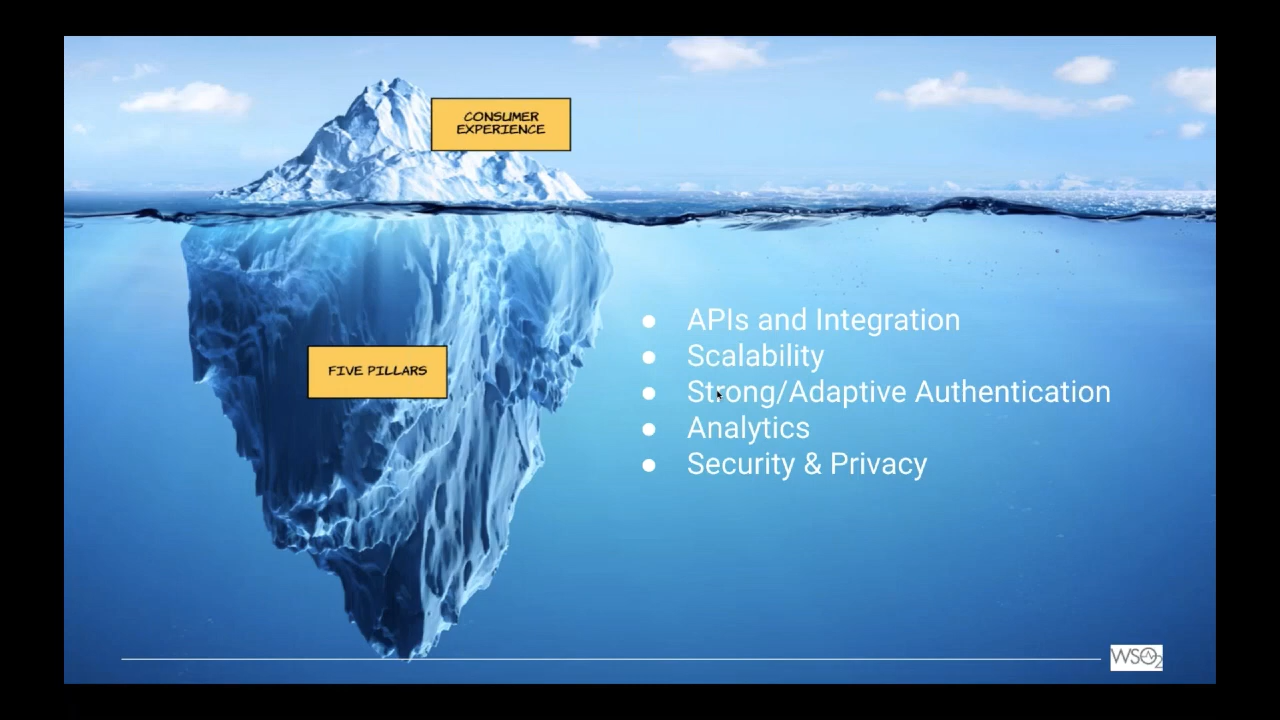 CONSUMER
EXPERIENCE
FIVE PILLARS
● APIs and Integration
● Scalability
● Strong/Adaptive Authentication
● Analytics
● Security & Privacy
WSO2